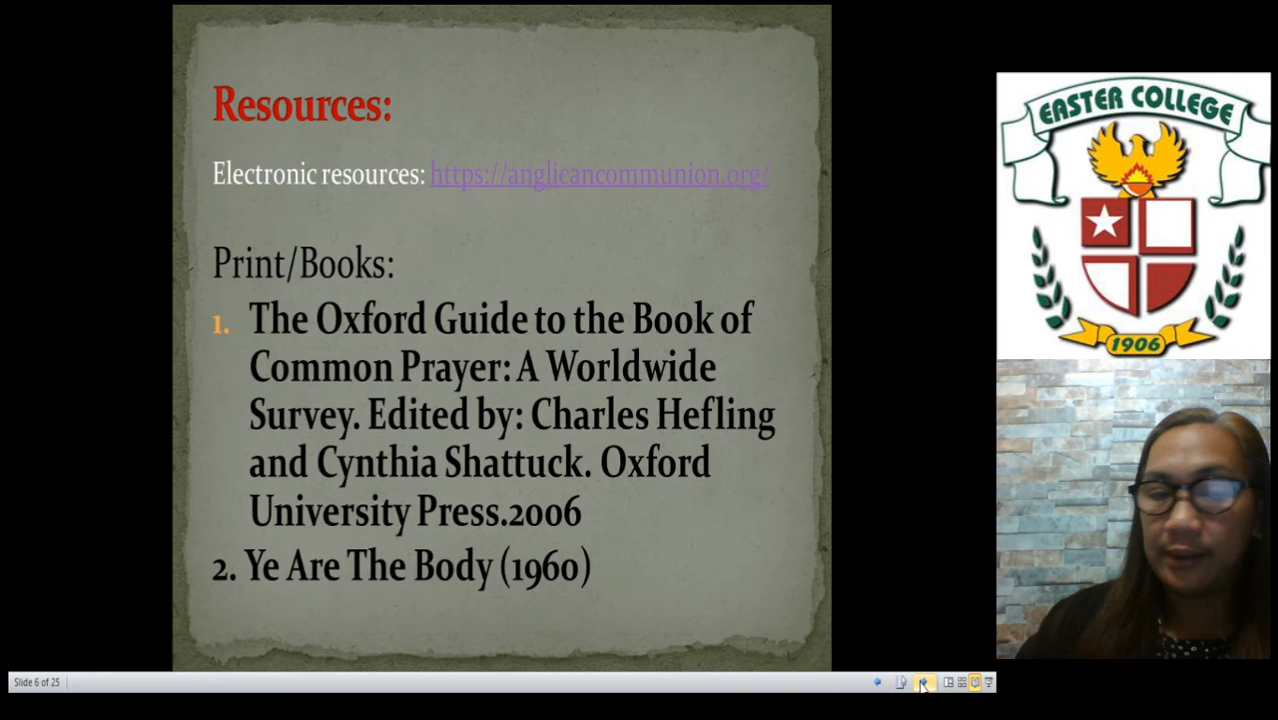 Resources:
Electronic resources: https://anglicancommunion.org/
Print/Books:
1. The Oxford Guide to the Book of
Common Prayer: A Worldwide
Survey. Edited by: Charles Hefling
and Cynthia Shattuck. Oxford
University Press.2006
2. Ye Are The Body (1960)
EASTER COLLEGE
1906
Slide 6 of 25